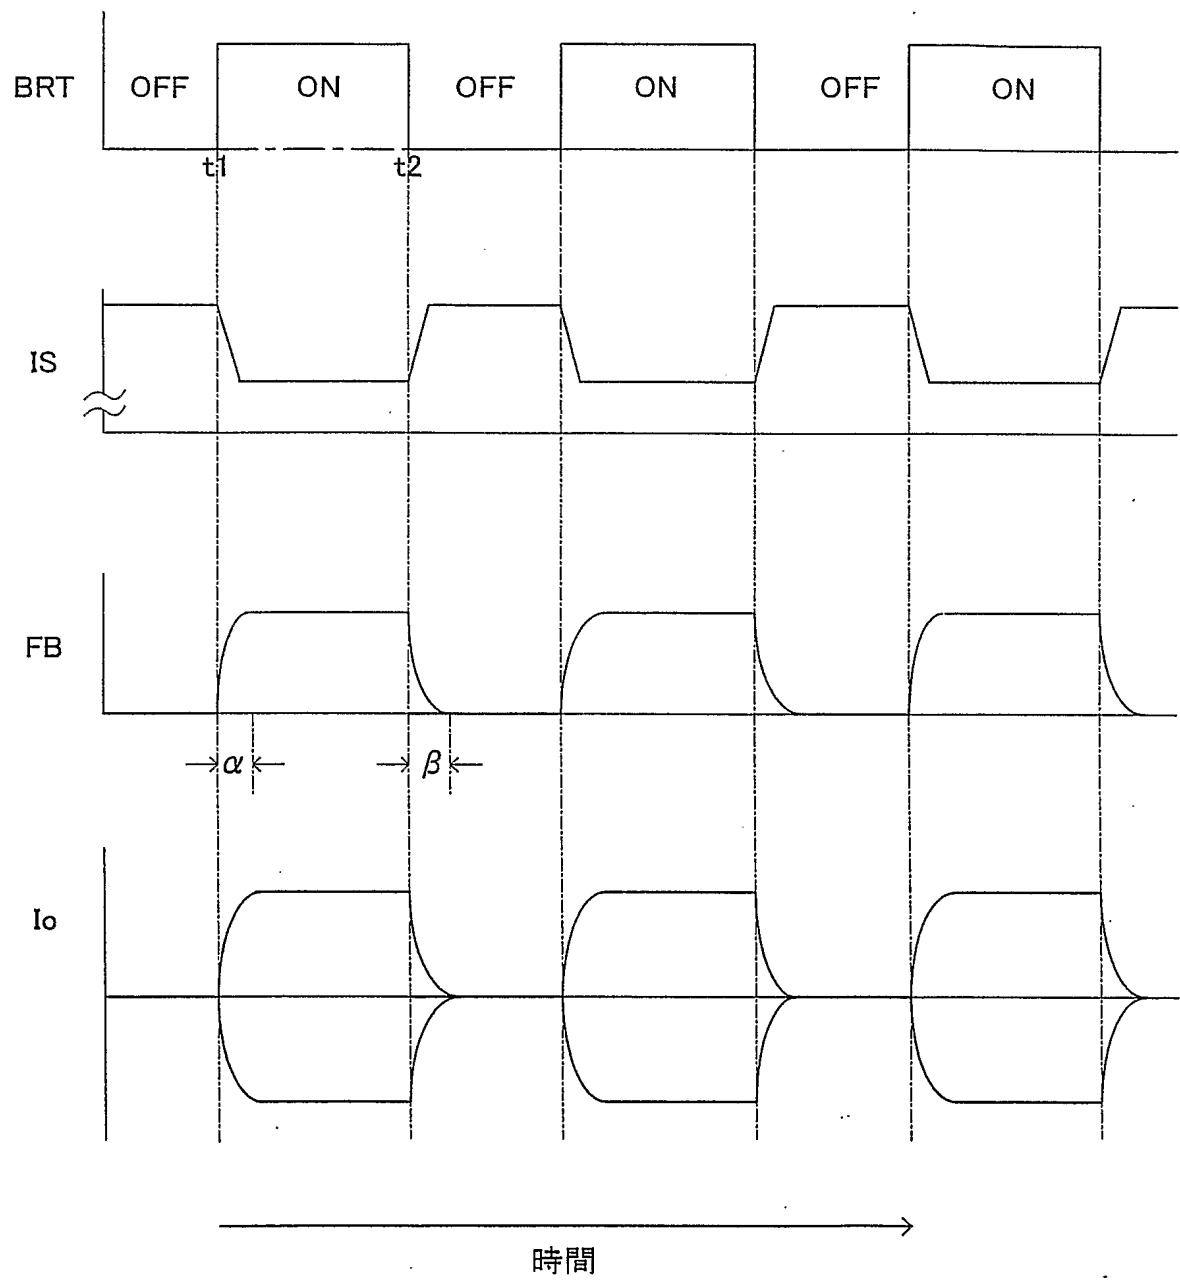 BRT OFF ON OFF ON OFF ON
t1 t2
IS
FB
α β
Io
時間